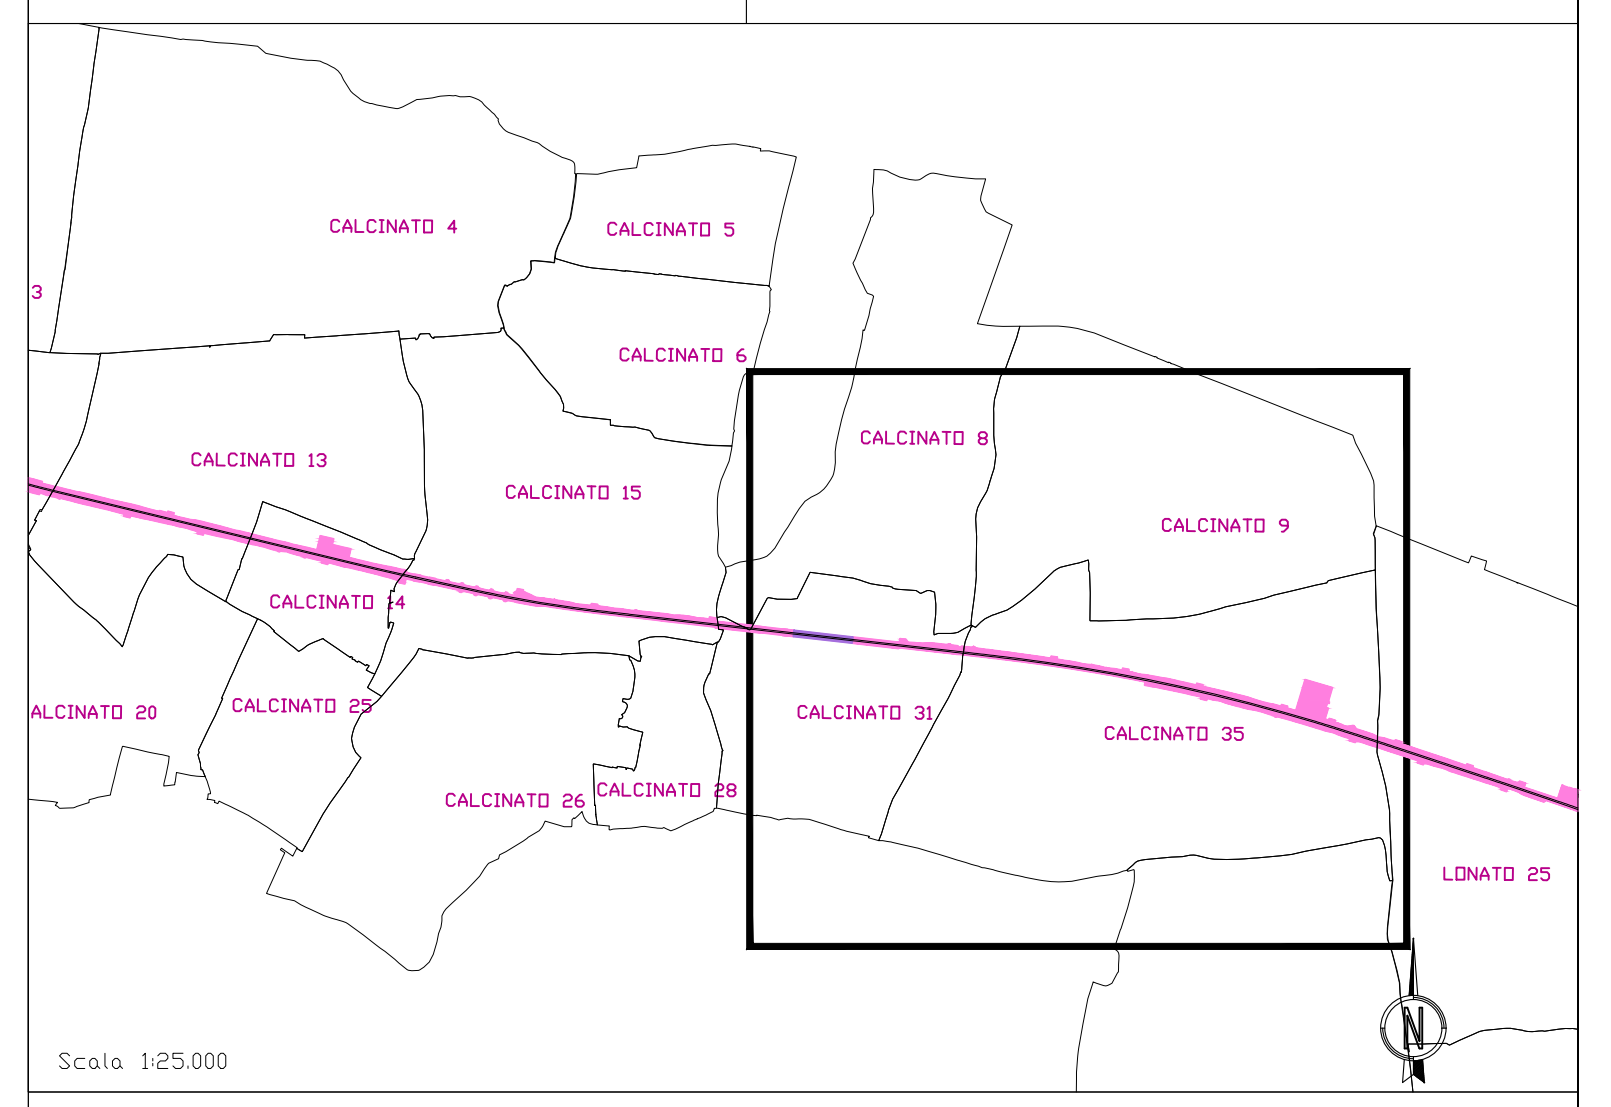 CALCINATO 4
CALCINATO 5
3
CALCINATO 6
CALCINATO 8
CALCINATO 13
CALCINATO 15
CALCINATO 9
CALCINATO 14
ALCINATO 20
CALCINATO 25
CALCINATO 31
CALCINATO 35
CALCINATO 26
CALCINATO 28
LONATO 25
N
Scala 1:25.000